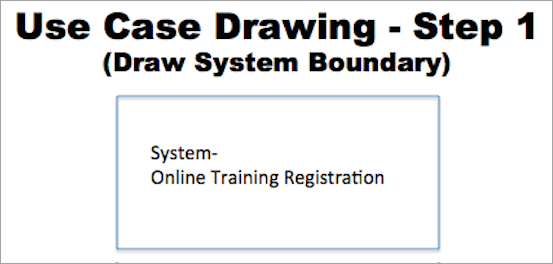 Use Case Drawing - Step 1
(Draw System Boundary)
System-
Online Training Registration